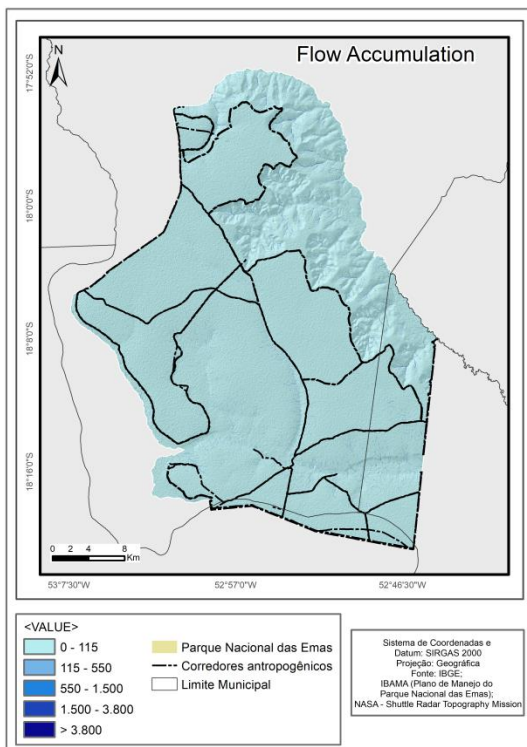 Flow Accumulation
N
17°52'0"S
18°0'0"S
18°8'0"S
18°16'0"S
0 2 4 8
Km
53°7'30"W
52°57'0"W
52°46'30"W
<VALUE>
0 - 115
115 - 550
550 - 1.500
1.500 - 3.800
> 3.800
Parque Nacional das Emas
Corredores antropogênicos
Limite Municipal
Sistema de Coordenadas e
Datum: SIRGAS 2000
Projeção: Geográfica
Fonte: IBGE;
IBAMA (Plano de Manejo do
Parque Nacional das Emas);
NASA - Shuttle Radar Topography Mission